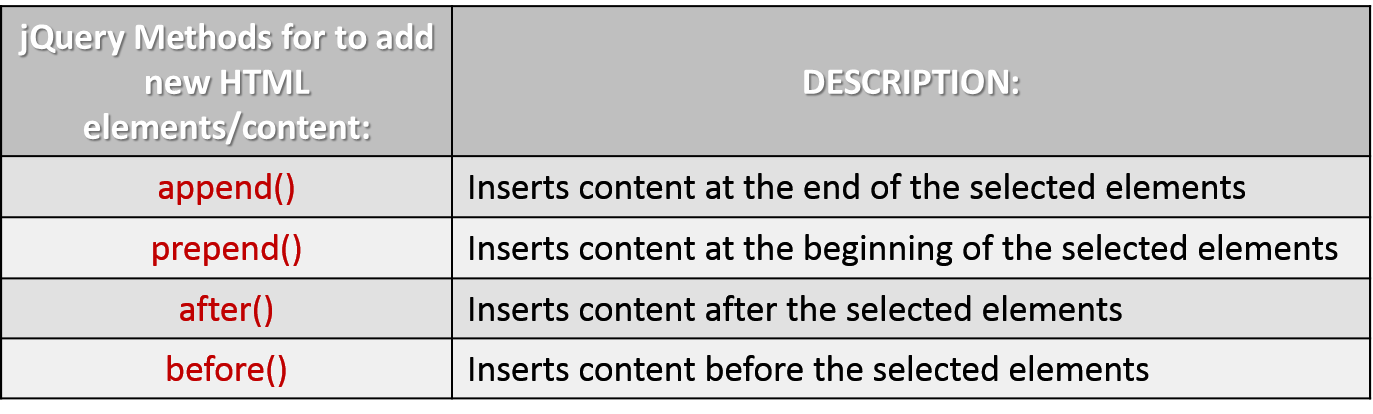 jQuery Methods for to add
new HTML
elements/content:
DESCRIPTION:
append()
Inserts content at the end of the selected elements
prepend()
Inserts content at the beginning of the selected elements
after()
Inserts content after the selected elements
before()
Inserts content before the selected elements